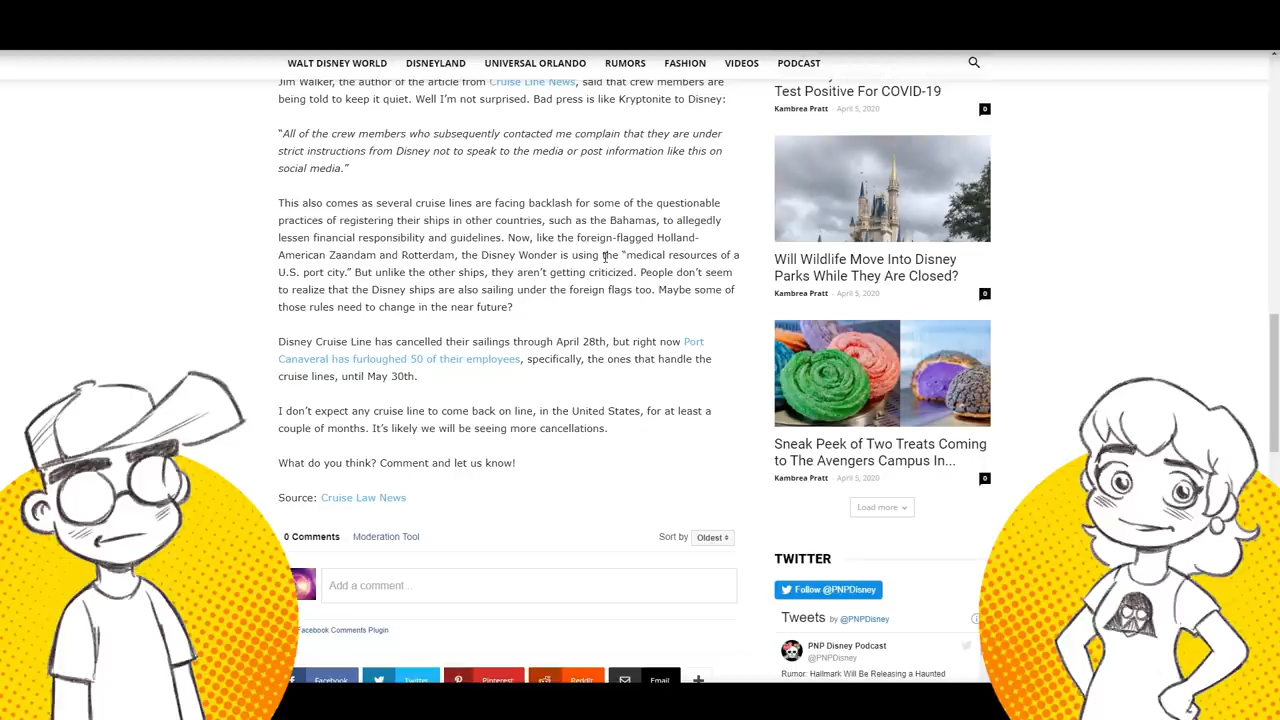 WALT DISNEY WORLD DISNEYLAND UNIVERSAL ORLANDO RUMORS FASHION VIDEOS PODCAST
Jim Walker, the author of the article from Cruise Line News, said that crew members are
being told to keep it quiet. Well I'm not surprised. Bad press is like Kryptonite to Disney:
"All of the crew members who subsequently contacted me complain that they are under
strict instructions from Disney not to speak to the media or post information like this on
social media."
This also comes as several cruise lines are facing backlash for some of the questionable
practices of registering their ships in other countries, such as the Bahamas, to allegedly
lessen financial responsibility and guidelines. Now, like the foreign-flagged Holland-
American Zaandam and Rotterdam, the Disney Wonder is using the "medical resources of a
U.S. port city." But unlike the other ships, they aren't getting criticized. People don't seem
to realize that the Disney ships are also sailing under the foreign flags too. Maybe some of
those rules need to change in the near future?
Disney Cruise Line has cancelled their sailings through April 28th, but right now Port
Canaveral has furloughed 50 of their employees, specifically, the ones that handle the
cruise lines, until May 30th.
I don't expect any cruise line to come back on line, in the United States, for at least a
couple of months. It's likely we will be seeing more cancellations.
What do you think? Comment and let us know!
Source: Cruise Law News
0 Comments Moderation Tool Sort by Oldest
Add a comment...
Facebook Comments Plugin
Facebook Twitter Pinterest ReddIt Email
Test Positive For COVID-19
Kambrea Pratt - April 5, 2020 0
Will Wildlife Move Into Disney
Parks While They Are Closed?
Kambrea Pratt - April 5, 2020 0
Sneak Peek of Two Treats Coming
to The Avengers Campus In...
Kambrea Pratt - April 5, 2020 0
Load more
TWITTER
Follow @PNPDisney
Tweets by @PNPDisney
PNP Disney Podcast
@PNPDisney
Rumor: Hallmark Will Be Releasing a Haunted